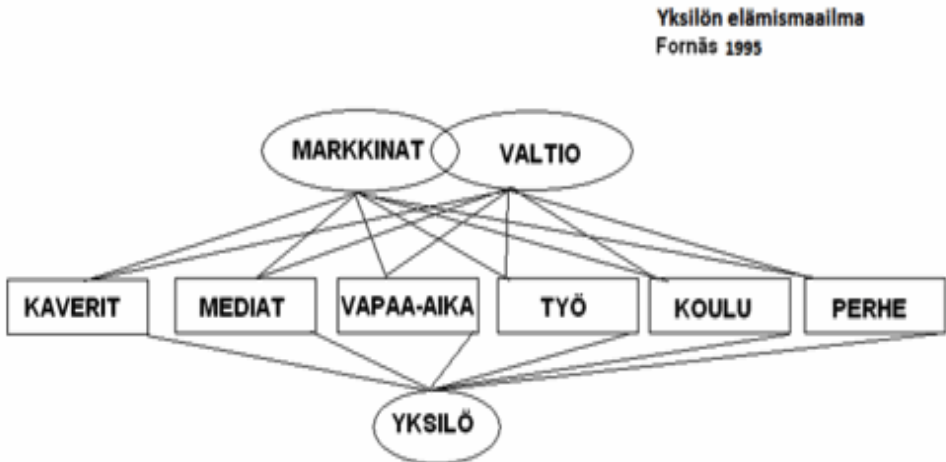 Yksilön elämismaailma
Fornäs 1995
MARKKINAT VALTIO
KAVERIT MEDIAT VAPAA-AIKA TYÖ KOULU PERHE
YKSILÖ